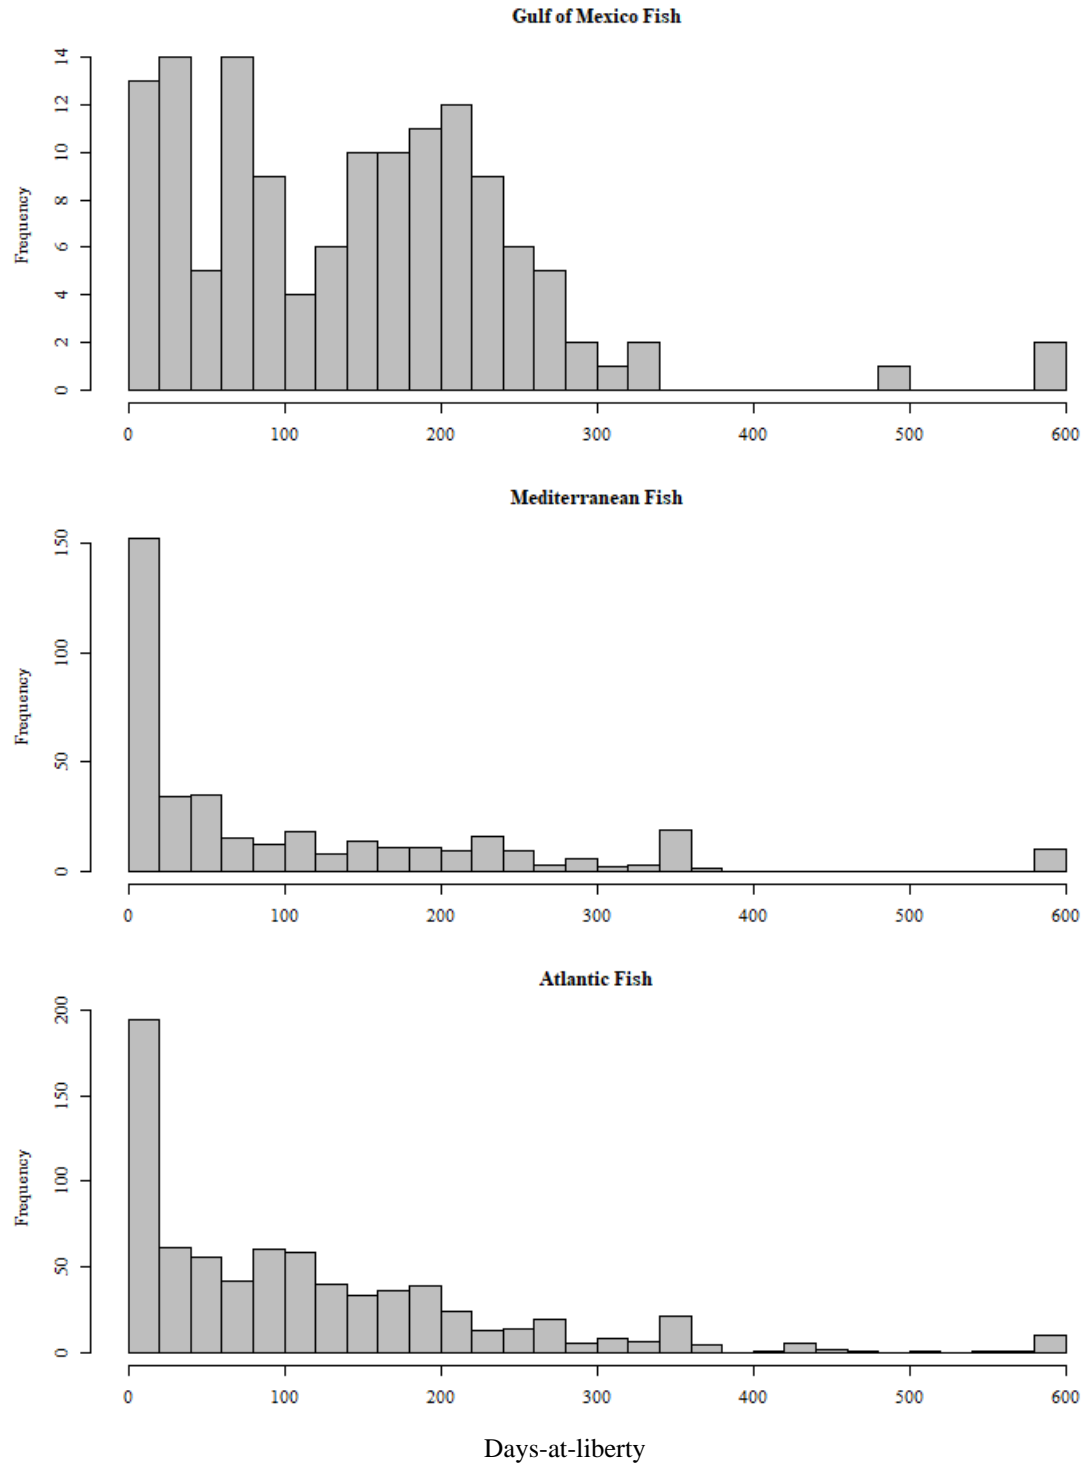 Gulf of Mexico Fish
14
12
10
8
6
4
2
0
Frequency
0 100 200 300 400 500 600
Mediterranean Fish
150
100
50
0
Frequency
0 100 200 300 400 500 600
Atlantic Fish
200
150
100
50
0
Frequency
0 100 200 300 400 500 600
Days-at-liberty